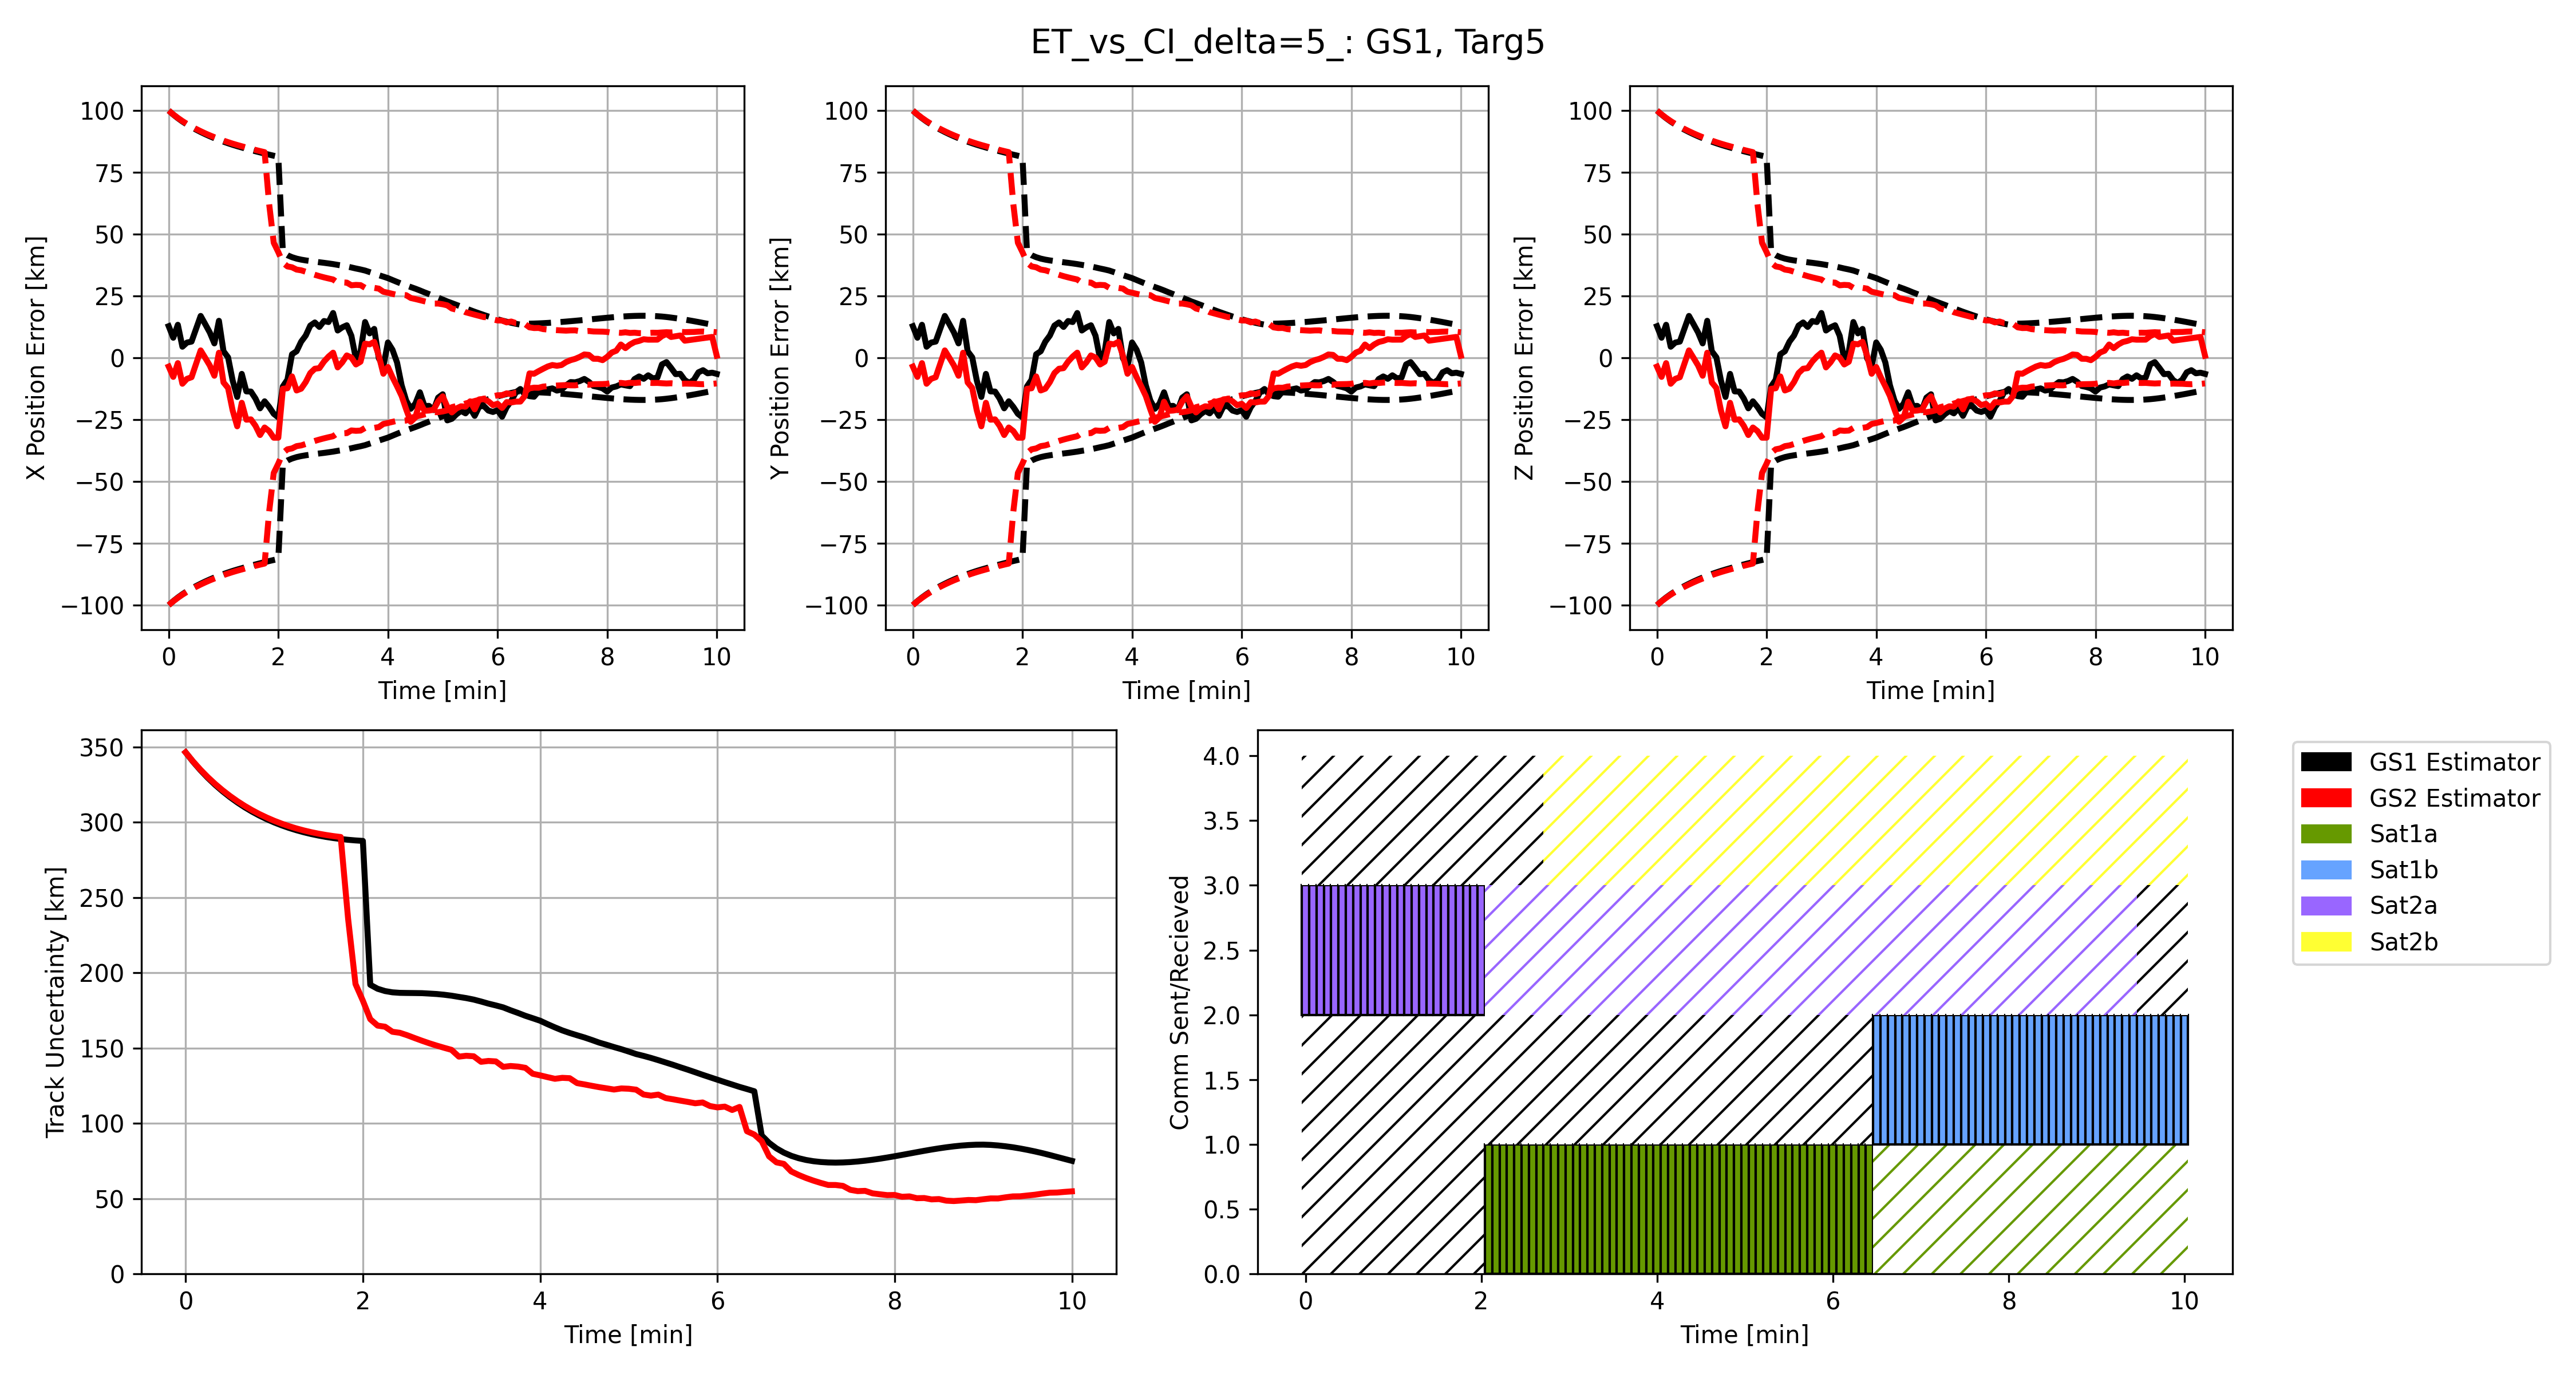 ET_vs_CI_delta=5_: GS1, Targ5
X Position Error [km]
100
75
50
25
0
−25
−50
−75
−100
0 2 4 6 8 10
Time [min]
Y Position Error [km]
100
75
50
25
0
−25
−50
−75
−100
0 2 4 6 8 10
Time [min]
Z Position Error [km]
100
75
50
25
0
−25
−50
−75
−100
0 2 4 6 8 10
Time [min]
Track Uncertainty [km]
350
300
250
200
150
100
50
0
0 2 4 6 8 10
Time [min]
Comm Sent/Recieved
4.0
3.5
3.0
2.5
2.0
1.5
1.0
0.5
0.0
0 2 4 6 8 10
Time [min]
GS1 Estimator
GS2 Estimator
Sat1a
Sat1b
Sat2a
Sat2b